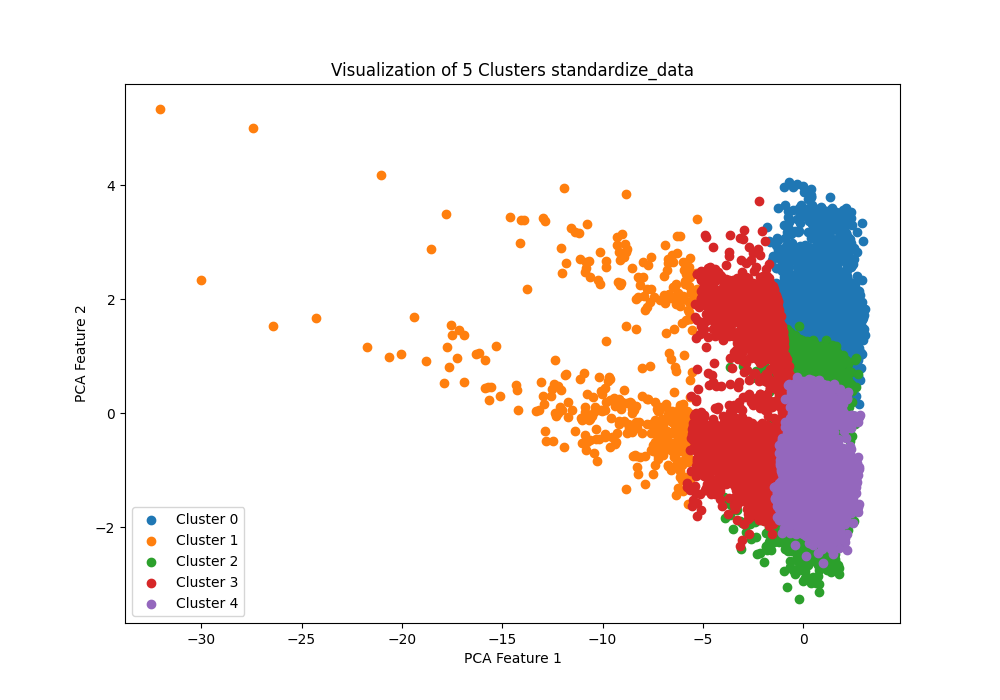 Visualization of 5 Clusters standardize_data
PCA Feature 2
4
2
0
−2
Cluster 0
Cluster 1
Cluster 2
Cluster 3
Cluster 4
−30
−25
−20
−15
−10
−5
0
PCA Feature 1